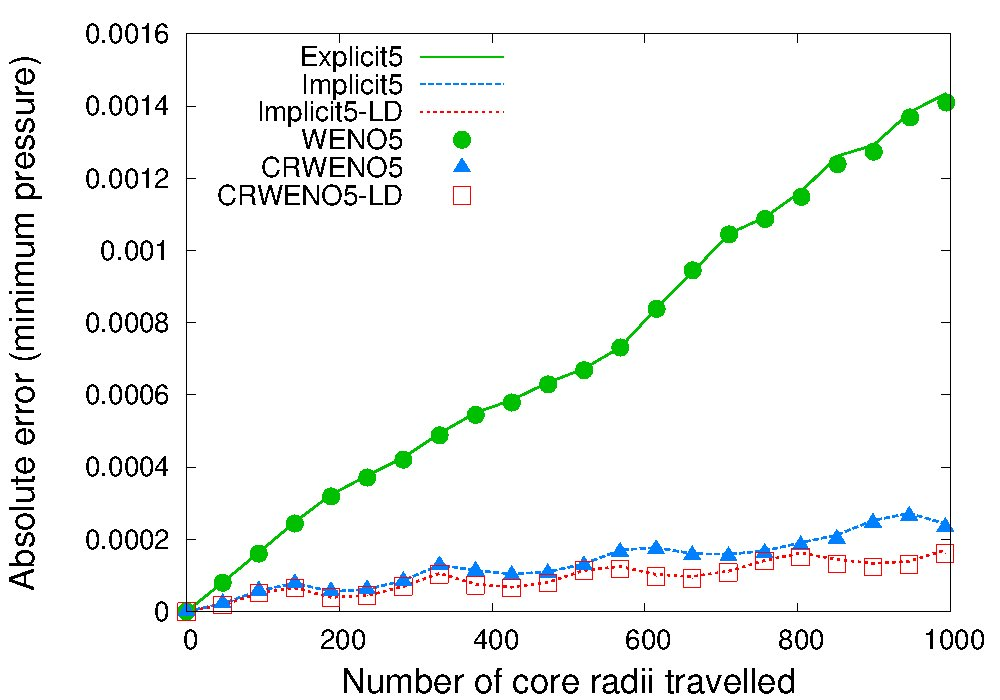 0.0016
0.0014
0.0012
0.001
0.0008
0.0006
0.0004
0.0002
0
Absolute error (minimum pressure)
Explicit5
Implicit5
Implicit5-LD
WENO5
CRWENO5
CRWENO5-LD
0 200 400 600 800 1000
Number of core radii travelled